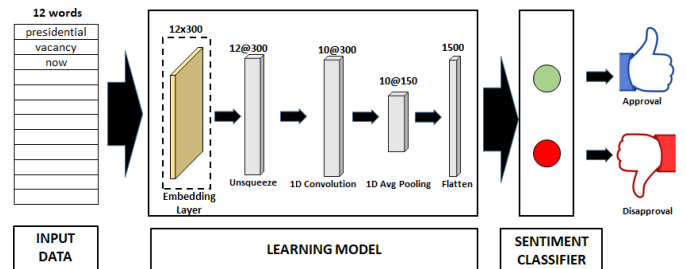 12 words
presidential
vacancy
now
12x300
12@300
10@300
10@150
1500
Embedding
Layer
Unsqueeze
1D Convolution
1D Avg Pooling
Flatten
Approval
Disapproval
INPUT
DATA
LEARNING MODEL
SENTIMENT
CLASSIFIER